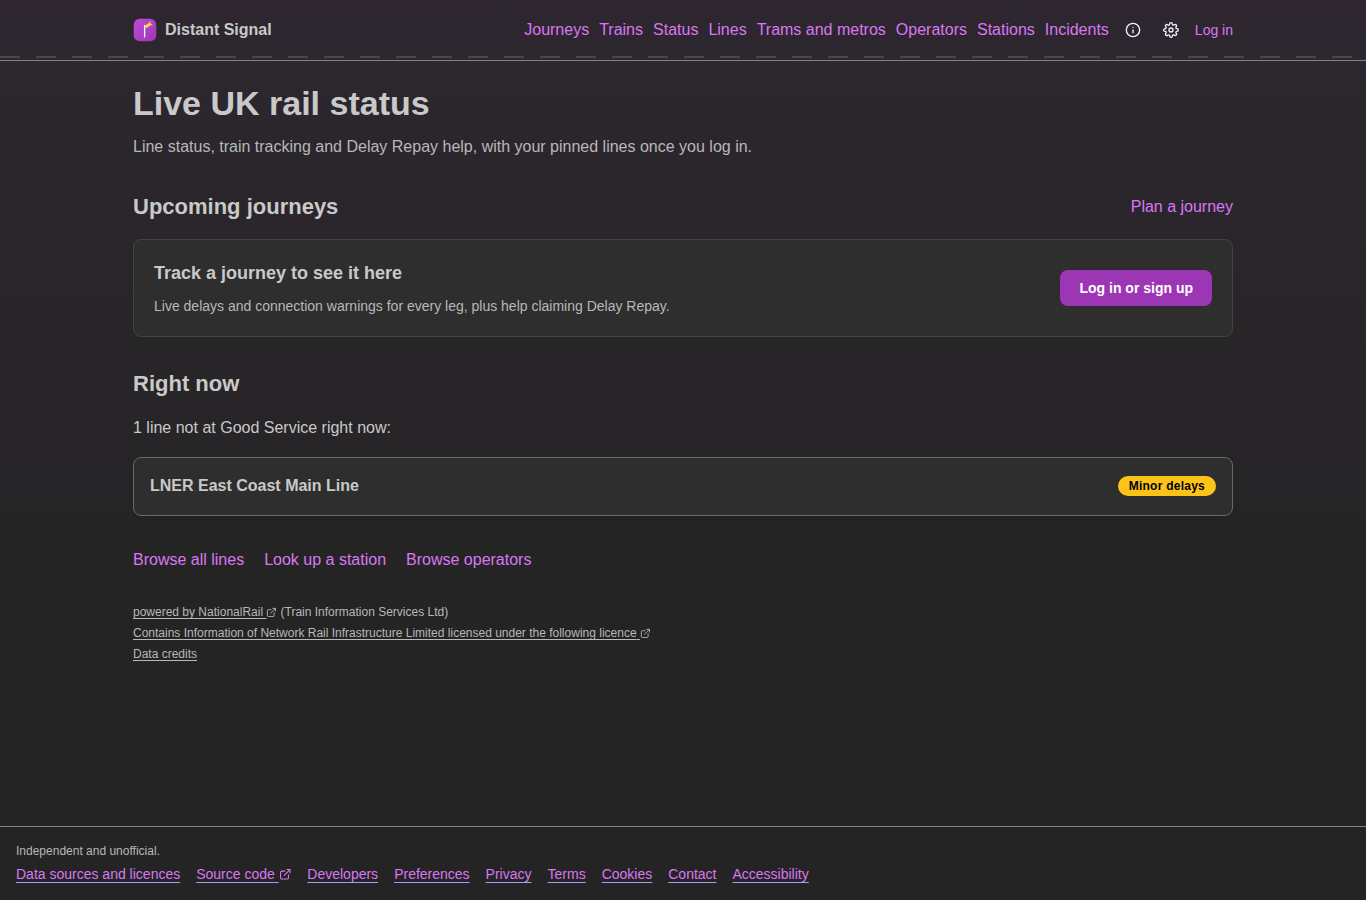 Distant Signal
Journeys Trains Status Lines Trams and metros Operators Stations Incidents Log in
Live UK rail status
Line status, train tracking and Delay Repay help, with your pinned lines once you log in.
Upcoming journeys
Plan a journey
Track a journey to see it here
Live delays and connection warnings for every leg, plus help claiming Delay Repay.
Log in or sign up
Right now
1 line not at Good Service right now:
LNER East Coast Main Line
Minor delays
Browse all lines Look up a station Browse operators
powered by NationalRail (Train Information Services Ltd)
Contains Information of Network Rail Infrastructure Limited licensed under the following licence
Data credits
Independent and unofficial.
Data sources and licences Source code Developers Preferences Privacy Terms Cookies Contact Accessibility